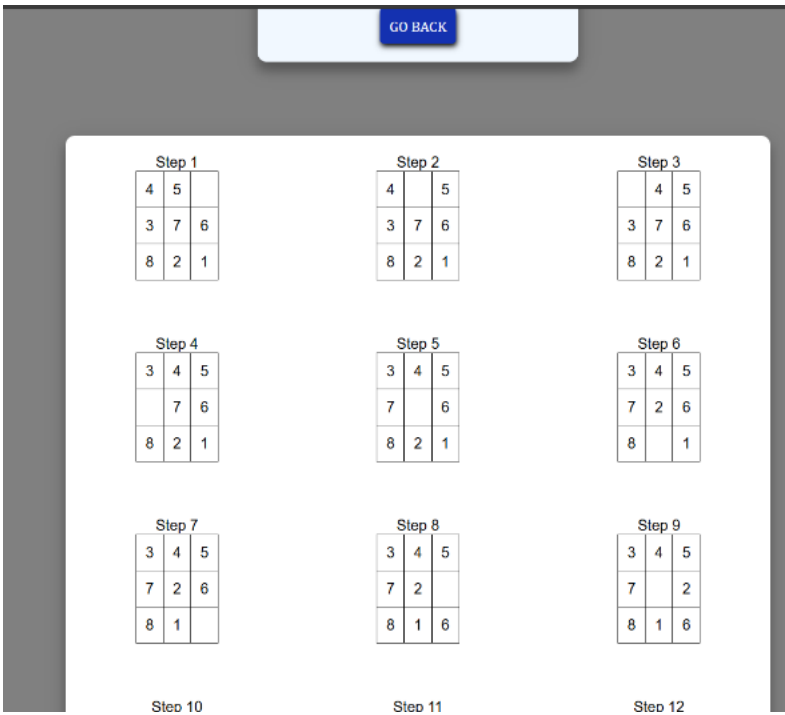 GO BACK
Step 1 Step 2 Step 3
4 5 4 5 4 5
3 7 6 3 7 6 3 7 6
8 2 1 8 2 1 8 2 1
Step 4 Step 5 Step 6
3 4 5 3 4 5 3 4 5
7 6 7 6 7 2 6
8 2 1 8 2 1 8 1
Step 7 Step 8 Step 9
3 4 5 3 4 5 3 4 5
7 2 6 7 2 7 2
8 1 8 1 6 8 1 6
Step 10 Step 11 Step 12